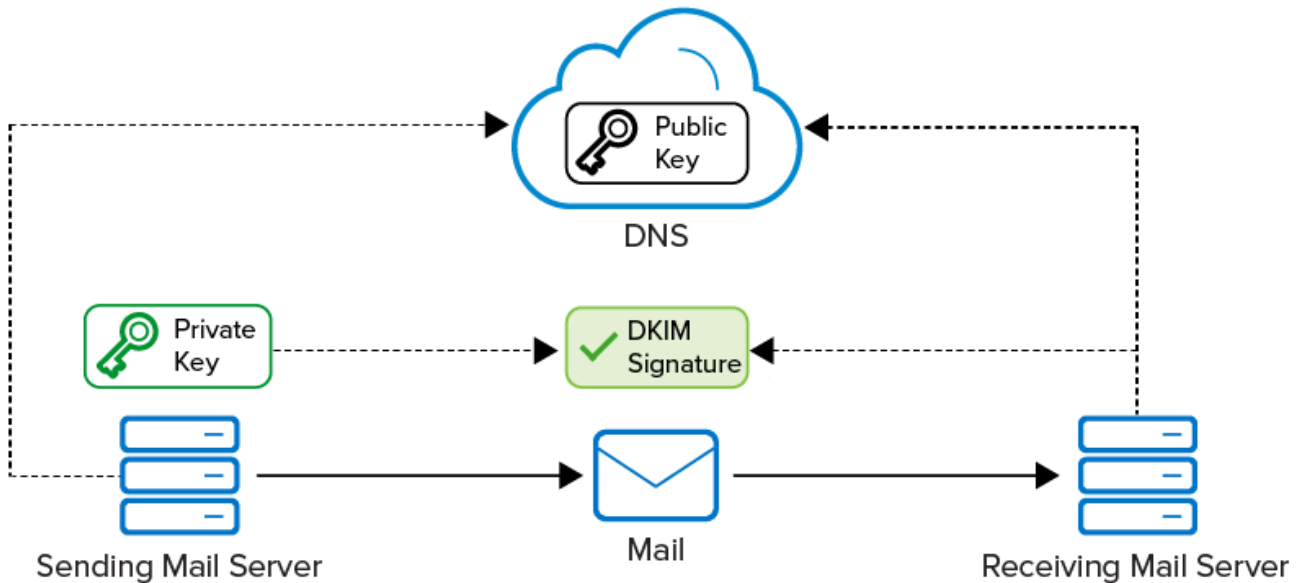 Public
Key
DNS
Private
Key
DKIM
Signature
Mail
Sending Mail Server
Receiving Mail Server